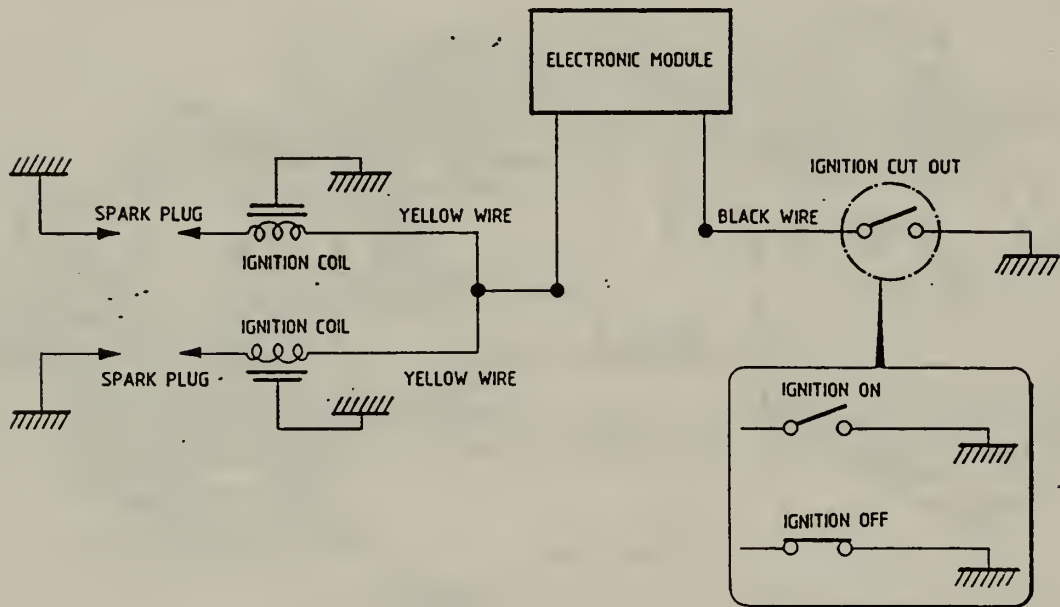 ELECTRONIC MODULE
IGNITION CUT OUT
SPARK PLUG
YELLOW WIRE
BLACK WIRE
IGNITION COIL
IGNITION COIL
SPARK PLUG
YELLOW WIRE
IGNITION ON
IGNITION OFF